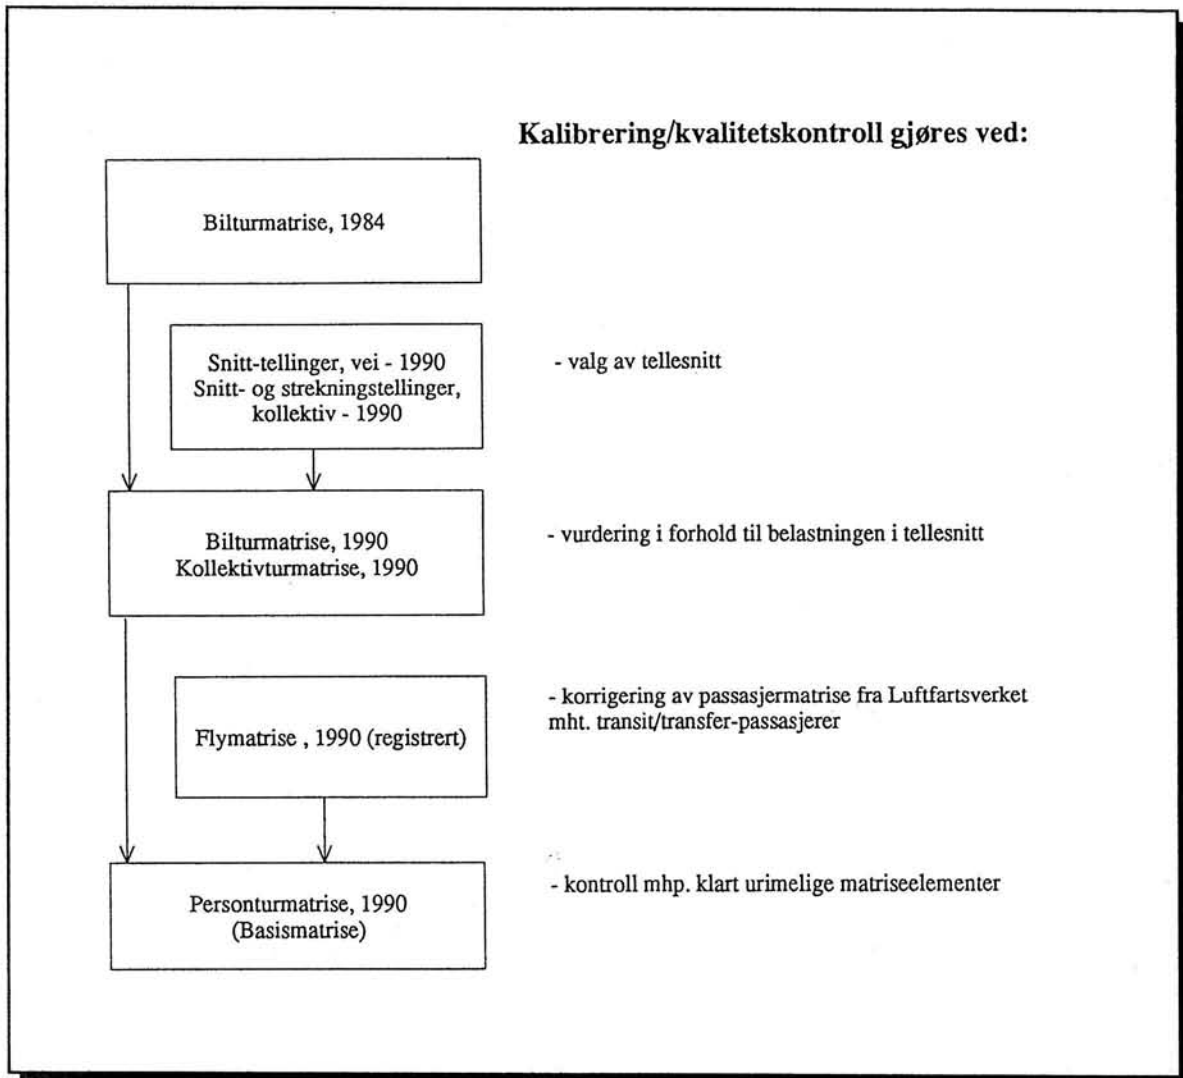 Kalibrering/kvalitetskontroll gjøres ved:
Bilturmatrise, 1984
Snitt-tellinger, vei - 1990
Snitt- og strekningstellinger,
kollektiv - 1990
- valg av tellesnitt
Bilturmatrise, 1990
Kollektivturmatrise, 1990
- vurdering i forhold til belastningen i tellesnitt
Flymatrise , 1990 (registrert)
- korrigering av passasjermatrise fra Luftfartsverket
mht. transit/transfer-passasjerer
Personturmatrise, 1990
(Basismatrise)
- kontroll mhp. klart urimelige matriseelementer